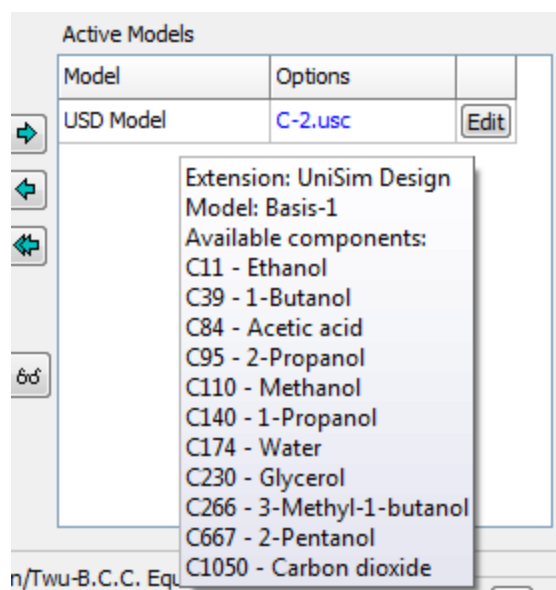 Active Models
Model Options
USD Model C-2.usc Edit
Extension: UniSim Design
Model: Basis-1
Available components:
C11 - Ethanol
C39 - 1-Butanol
C84 - Acetic acid
C95 - 2-Propanol
C110 - Methanol
C140 - 1-Propanol
C174 - Water
C230 - Glycerol
C266 - 3-Methyl-1-butanol
C667 - 2-Pentanol
C1050 - Carbon dioxide
n/Twu-B.C.C. Equ